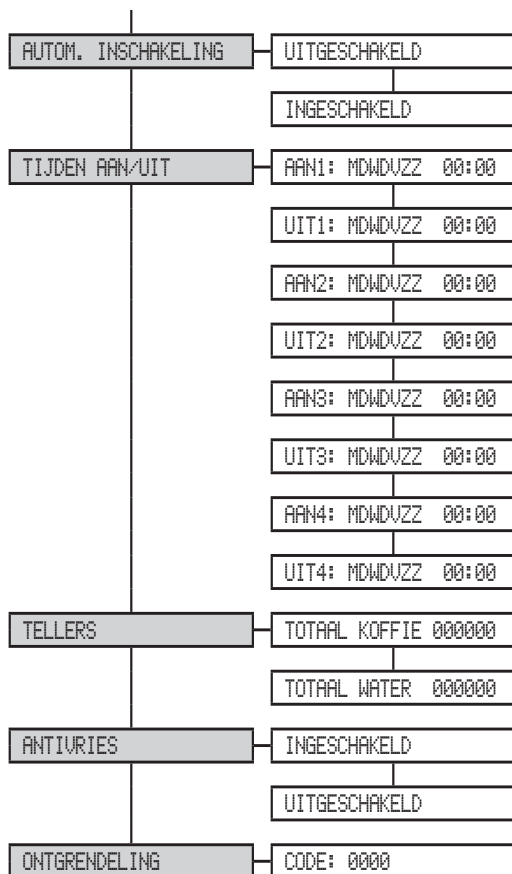 AUTOM. INSCHAKELING UITGESCHAKELD
INGESCHAKELD
TIJDEN AAN/UIT AAN1: MDWDVZZ 00:00
UIT1: MDWDVZZ 00:00
AAN2: MDWDVZZ 00:00
UIT2: MDWDVZZ 00:00
AAN3: MDWDVZZ 00:00
UIT3: MDWDVZZ 00:00
AAN4: MDWDVZZ 00:00
UIT4: MDWDVZZ 00:00
TELLERS TOTAAL KOFFIE 000000
TOTAAL WATER 000000
ANTIVRIES INGESCHAKELD
UITGESCHAKELD
ONTGRENDELING CODE: 0000